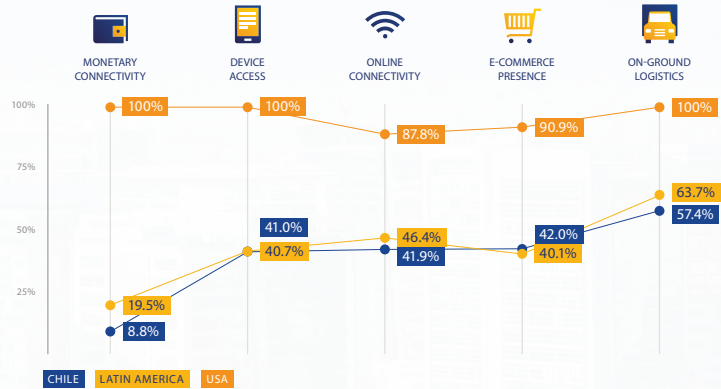 MONETARY
CONNECTIVITY
DEVICE
ACCESS
ONLINE
CONNECTIVITY
E-COMMERCE
PRESENCE
ON-GROUND
LOGISTICS
100%
75%
50%
25%
100%
100%
87.8%
90.9%
100%
19.5%
8.8%
41.0%
40.7%
46.4%
41.9%
42.0%
40.1%
63.7%
57.4%
CHILE
LATIN AMERICA
USA